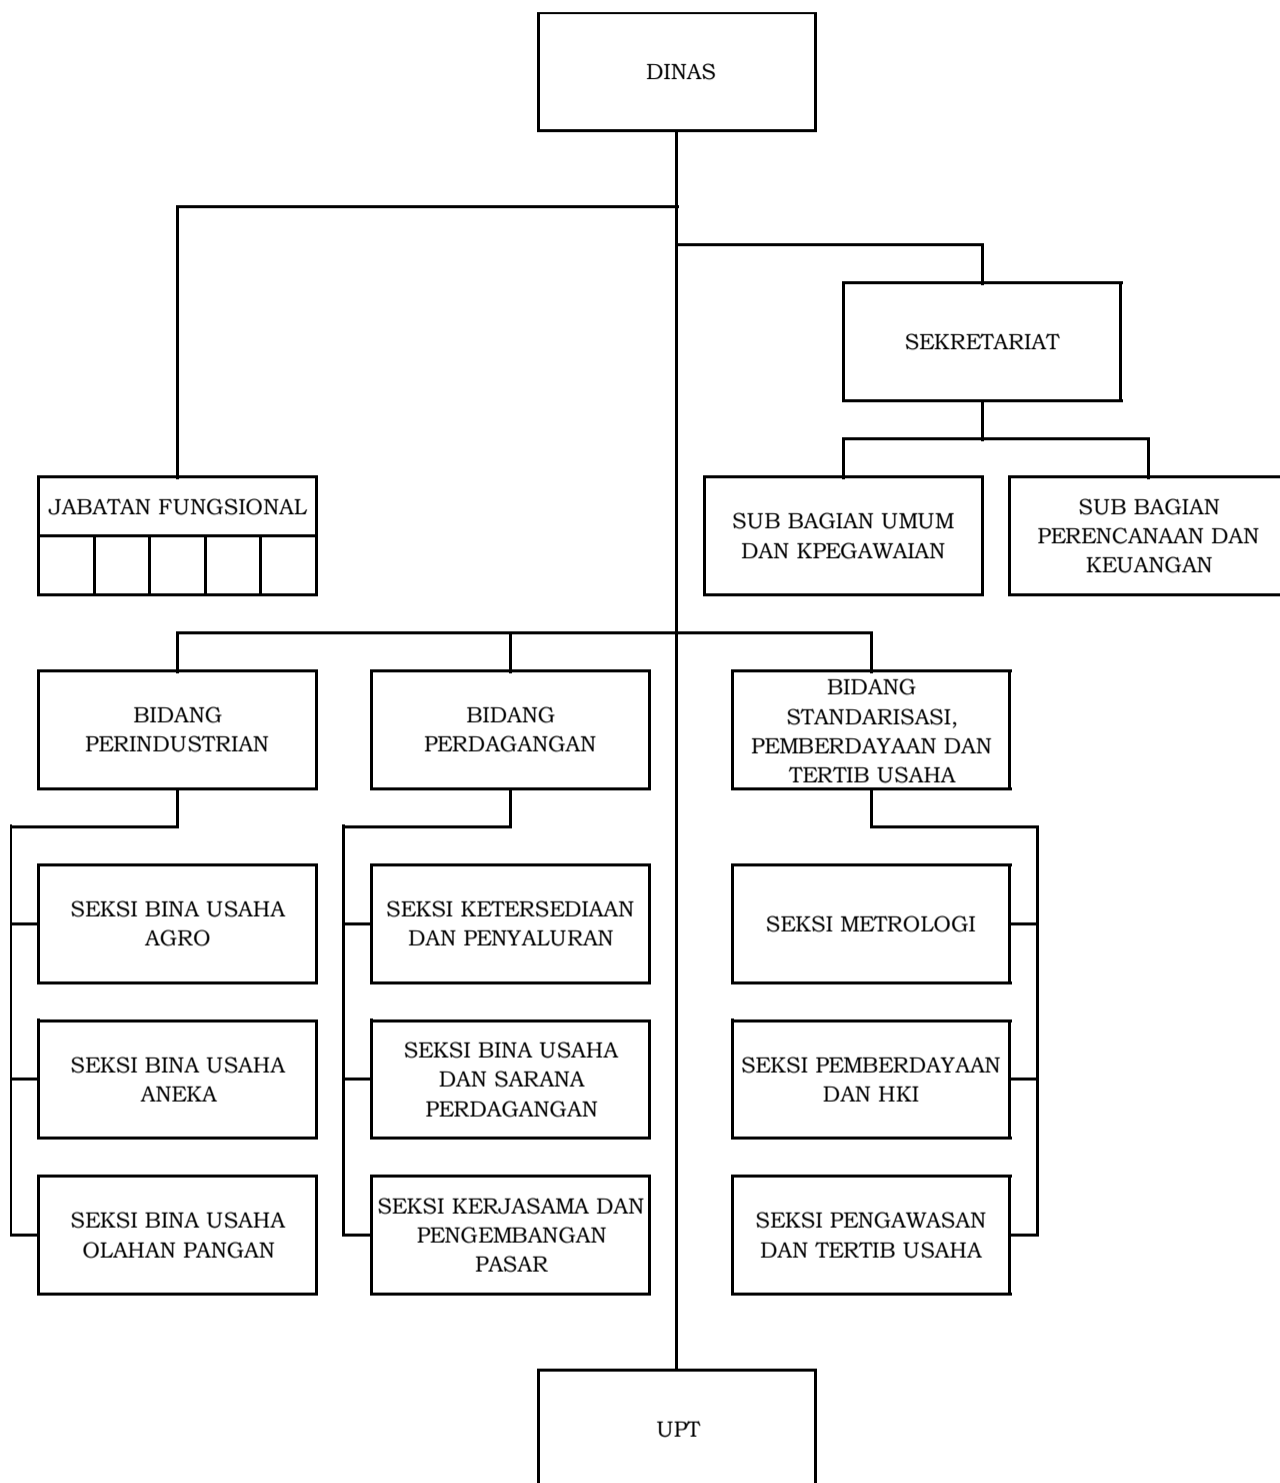 DINAS
SEKRETARIAT
JABATAN FUNGSIONAL
SUB BAGIAN UMUM
DAN KPEGAWAIAN
SUB BAGIAN
PERENCANAAN DAN
KEUANGAN
BIDANG
PERINDUSTRIAN
BIDANG
PERDAGANGAN
BIDANG
STANDARISASI,
PEMBERDAYAAN DAN
TERTIB USAHA
SEKSI BINA USAHA
AGRO
SEKSI KETERSEDIAAN
DAN PENYALURAN
SEKSI METROLOGI
SEKSI BINA USAHA
ANEKA
SEKSI BINA USAHA
DAN SARANA
PERDAGANGAN
SEKSI PEMBERDAYAAN
DAN HKI
SEKSI BINA USAHA
OLAHAN PANGAN
SEKSI KERJASAMA DAN
PENGEMBANGAN
PASAR
SEKSI PENGAWASAN
DAN TERTIB USAHA
UPT